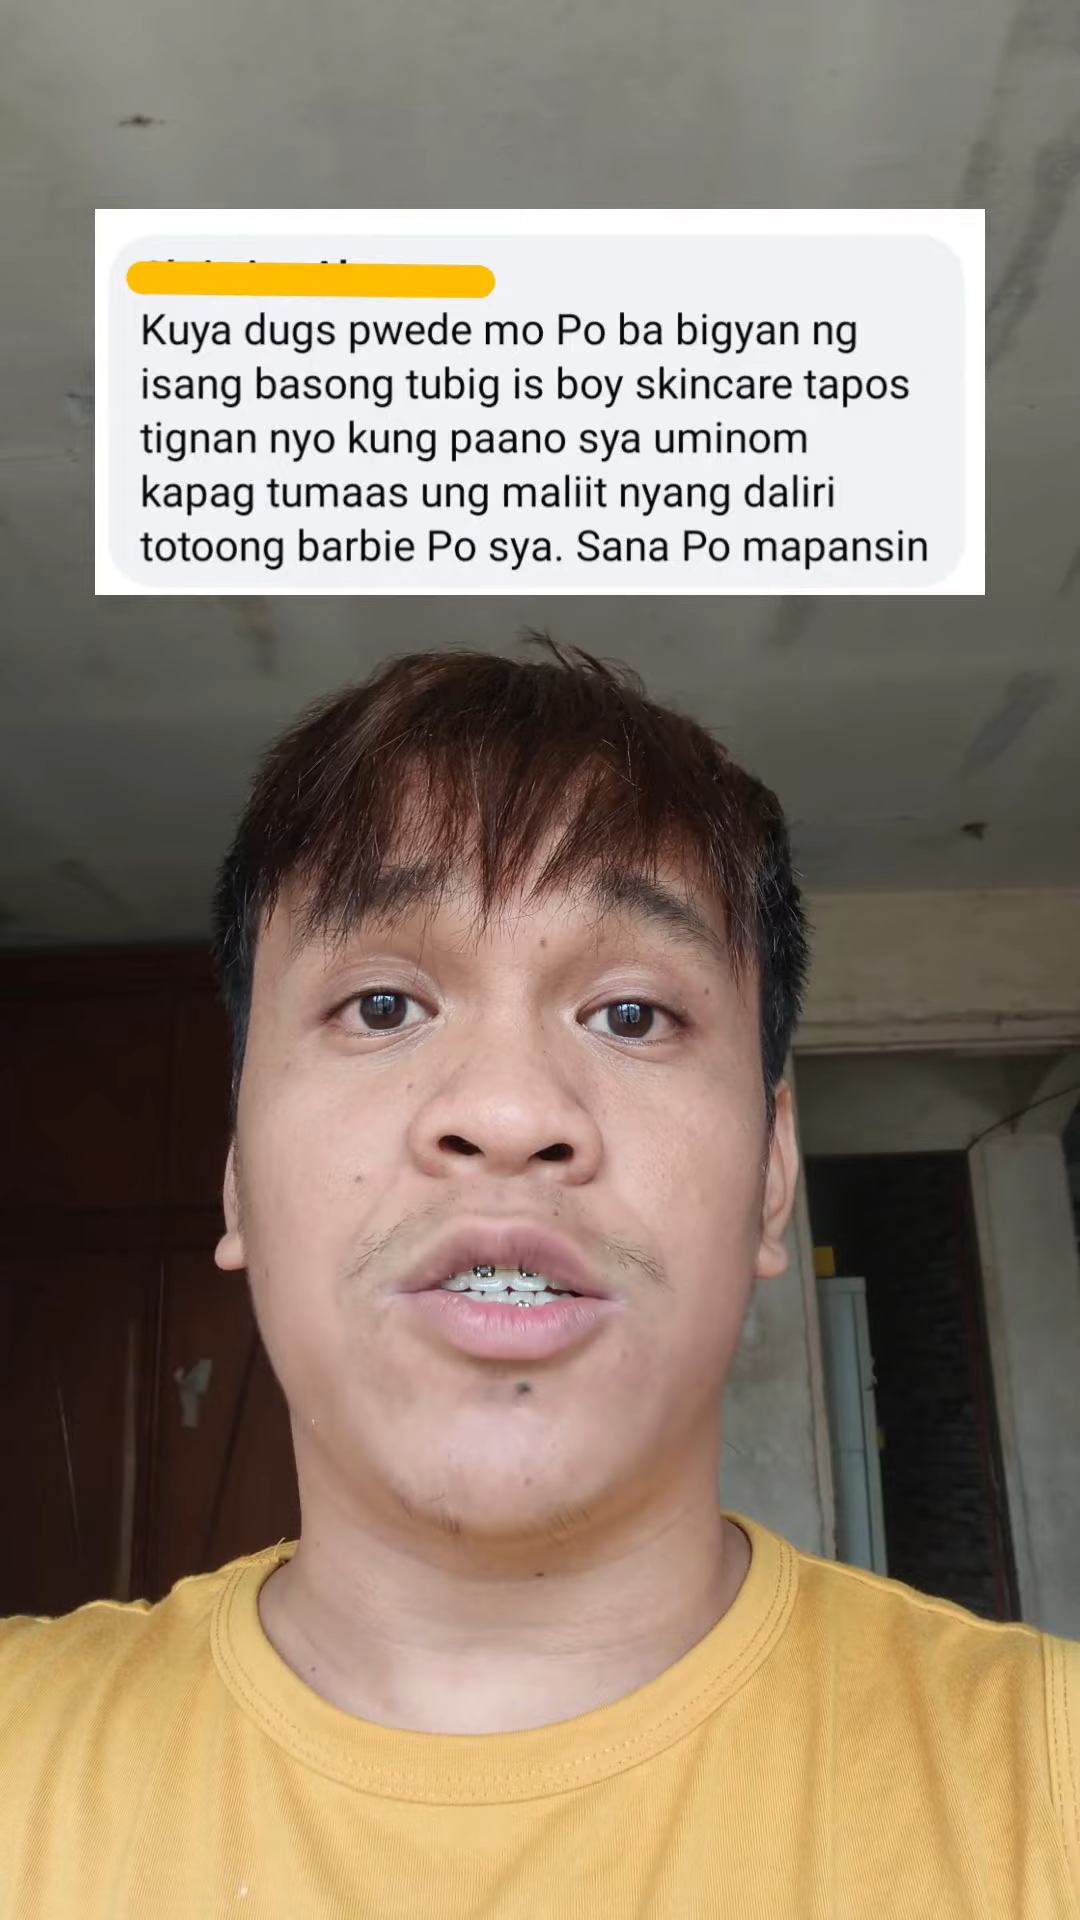 Kuya dugs pwede mo Po ba bigyan ng
isang basong tubig is boy skincare tapos
tignan nyo kung paano sya uminom
kapag tumaas ung maliit nyang daliri
totoong barbie Po sya. Sana Po mapansin